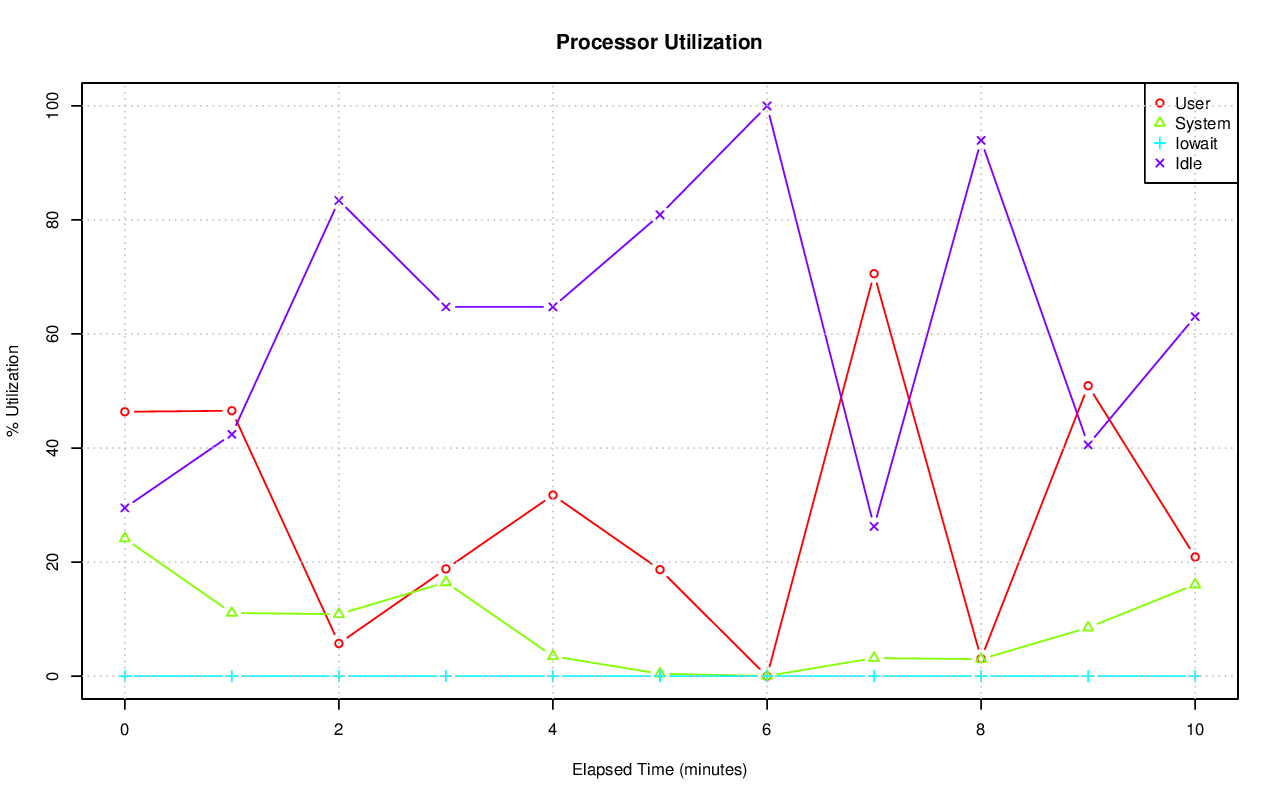 Processor Utilization
User
System
Iowait
Idle
100
80
60
40
20
0
% Utilization
0 2 4 6 8 10
Elapsed Time (minutes)